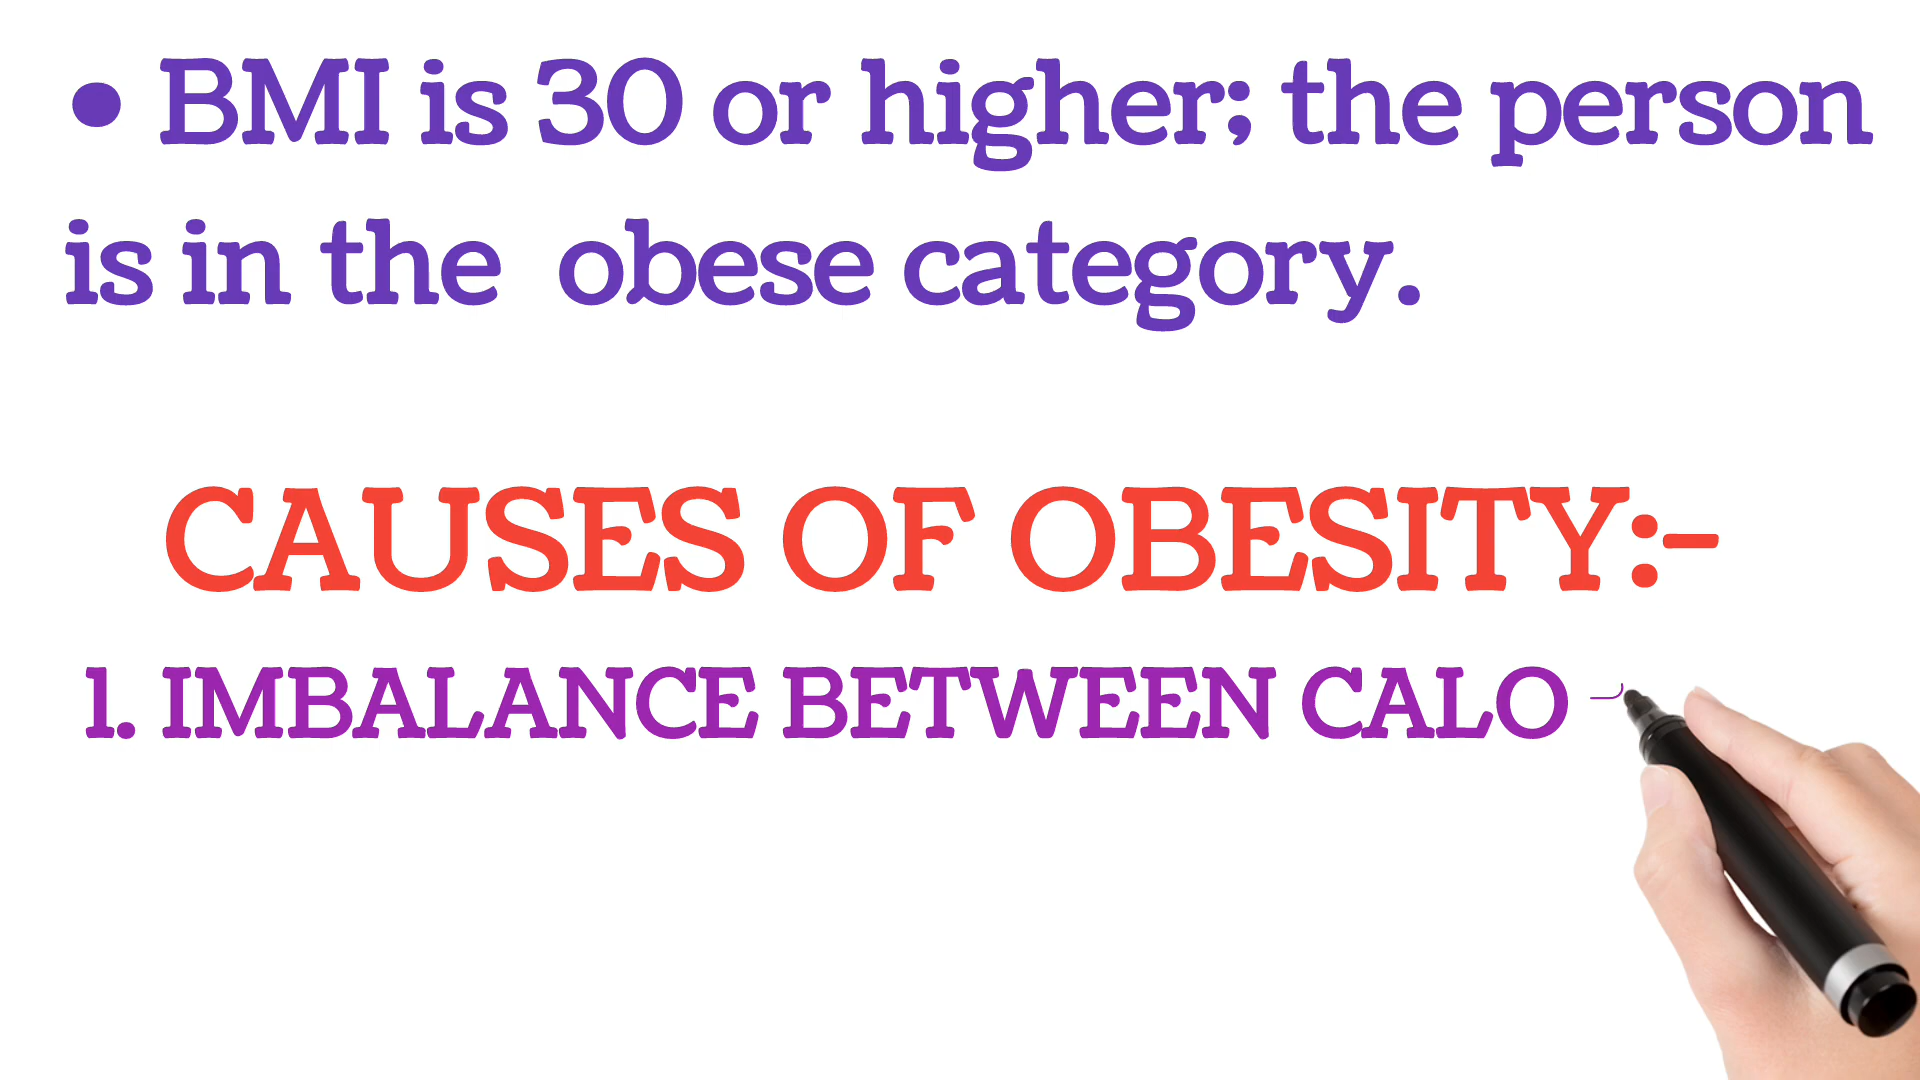 • BMI is 30 or higher; the person
is in the obese category.
CAUSES OF OBESITY:-
1. IMBALANCE BETWEEN CALO